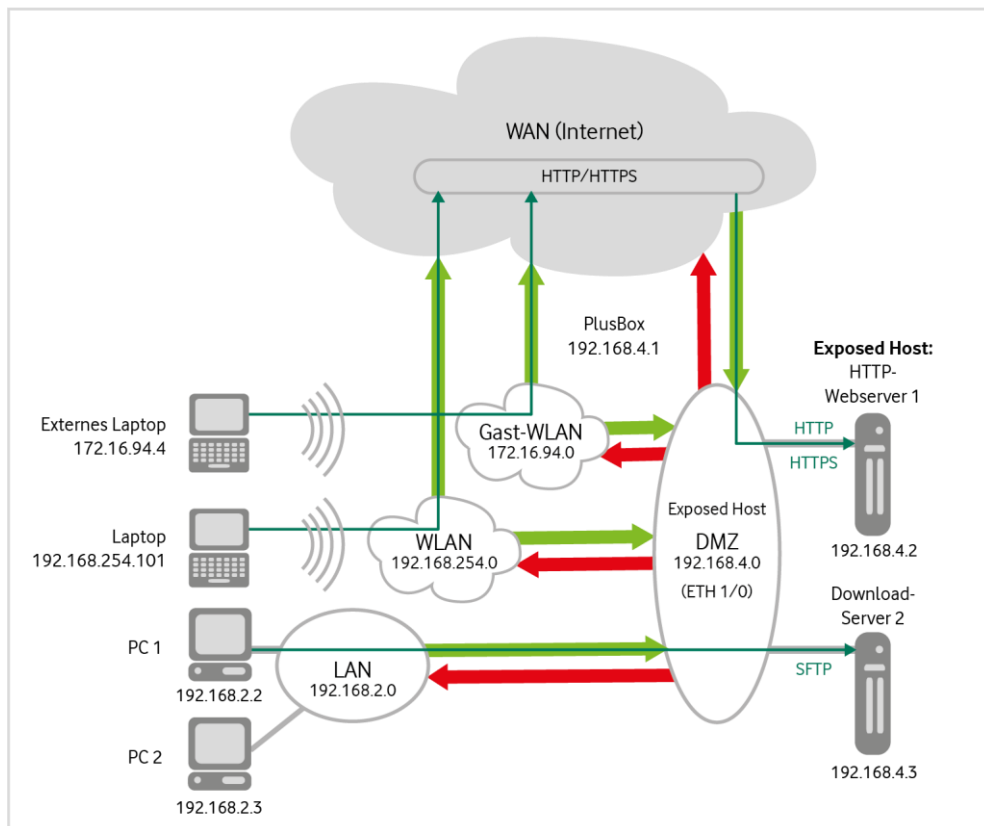 WAN (Internet)
HTTP/HTTPS
PlusBox
192.168.4.1
Exposed Host:
HTTP-
Webserver 1
HTTP
HTTPS
192.168.4.2
Externes Laptop
172.16.94.4
Gast-WLAN
172.16.94.0
Laptop
192.168.254.101
WLAN
192.168.254.0
Exposed Host
DMZ
192.168.4.0
(ETH 1/0)
Download-
Server 2
SFTP
192.168.4.3
PC 1
192.168.2.2
LAN
192.168.2.0
PC 2
192.168.2.3